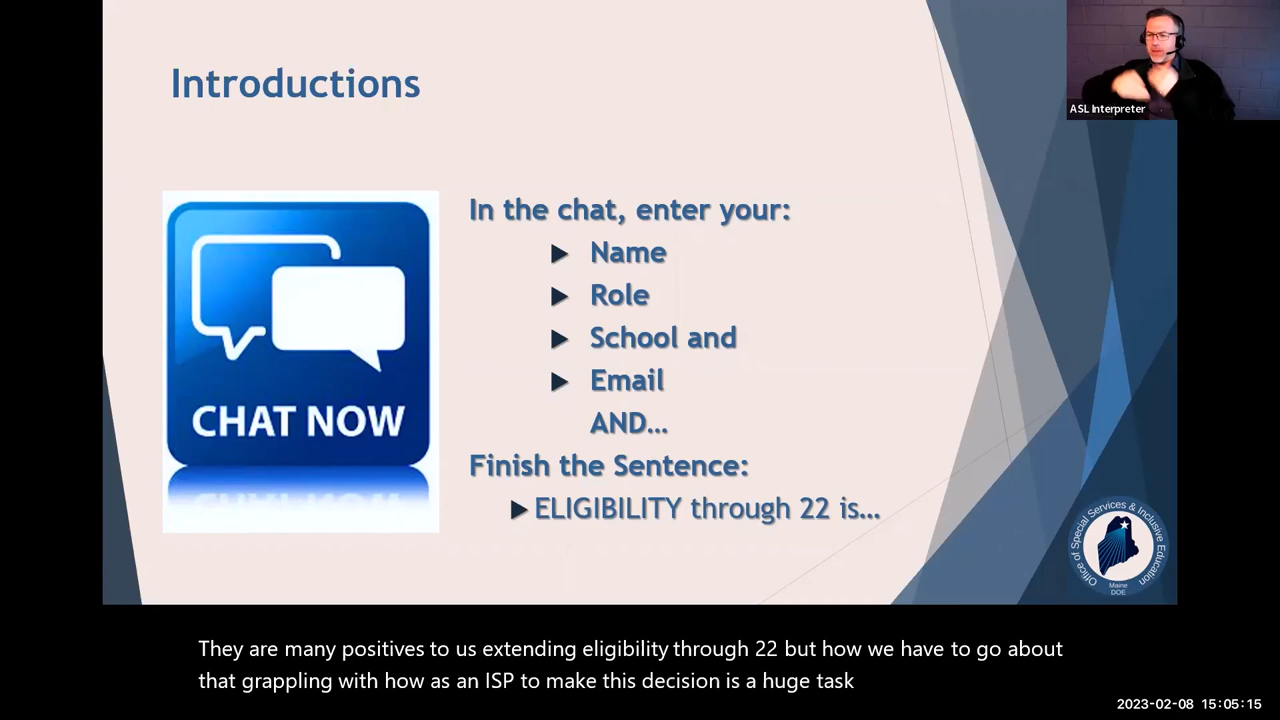 Introductions
ASL Interpreter
In the chat, enter your:
Name
Role
School and
Email
AND...
Finish the Sentence:
ELIGIBILITY through 22 is...
CHAT NOW
Office of Special Services & Inclusive Education
Maine
DOE
They are many positives to us extending eligibility through 22 but how we have to go about
that grappling with how as an ISP to make this decision is a huge task
2023-02-08 15:05:15